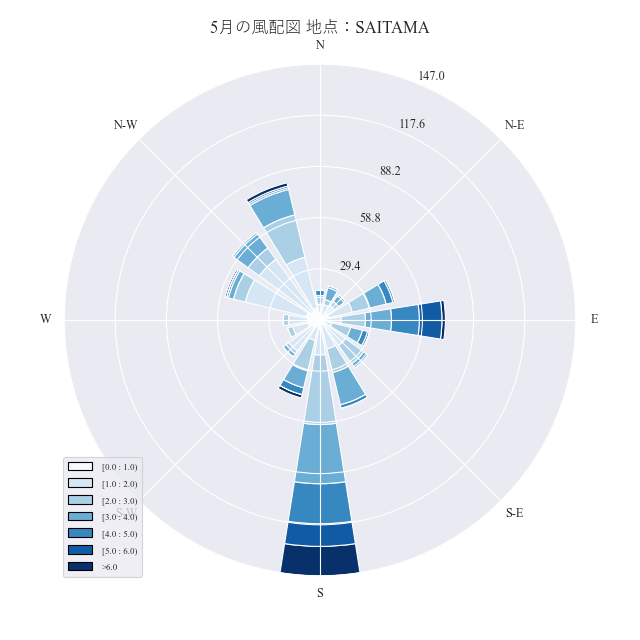 5月の風配図 地点：SAITAMA
N
147.0
N-W
117.6
N-E
88.2
58.8
29.4
W
E
[0.0 : 1.0)
[1.0 : 2.0)
[2.0 : 3.0)
S-W
[3.0 : 4.0)
S-E
[4.0 : 5.0)
[5.0 : 6.0)
>6.0
S